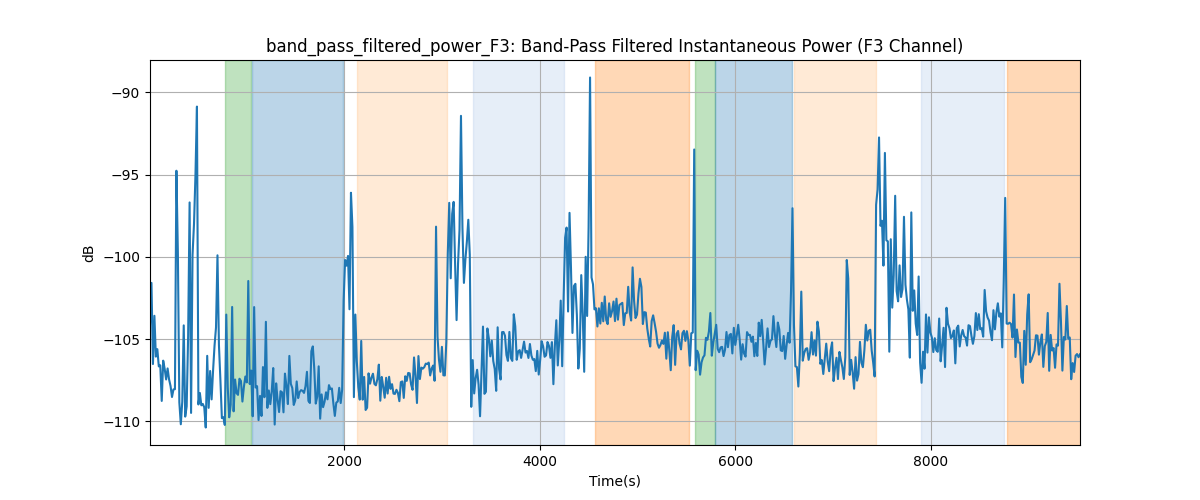 band_pass_filtered_power_F3: Band-Pass Filtered Instantaneous Power (F3 Channel)
−90
−95
−100
−105
−110
dB
2000 4000 6000 8000
Time(s)